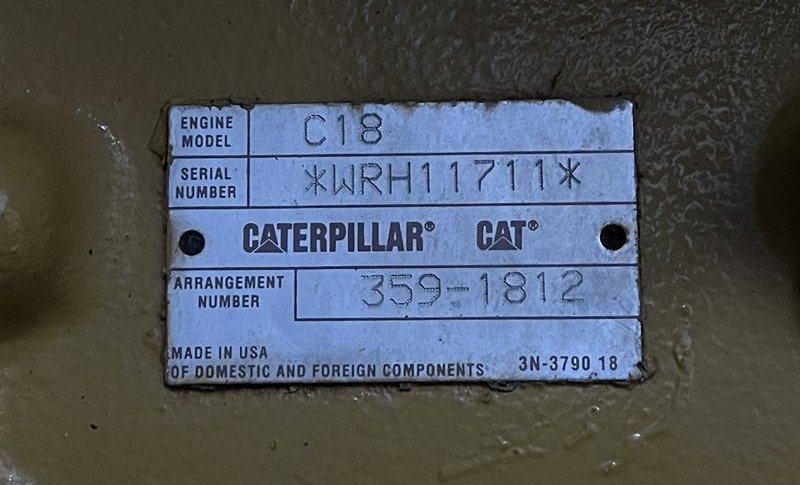 ENGINE MODEL C18
SERIAL NUMBER *WRH11711*
CATERPILLAR® CAT®
ARRANGEMENT NUMBER 359-1812
MADE IN USA
OF DOMESTIC AND FOREIGN COMPONENTS 3N-3790 18